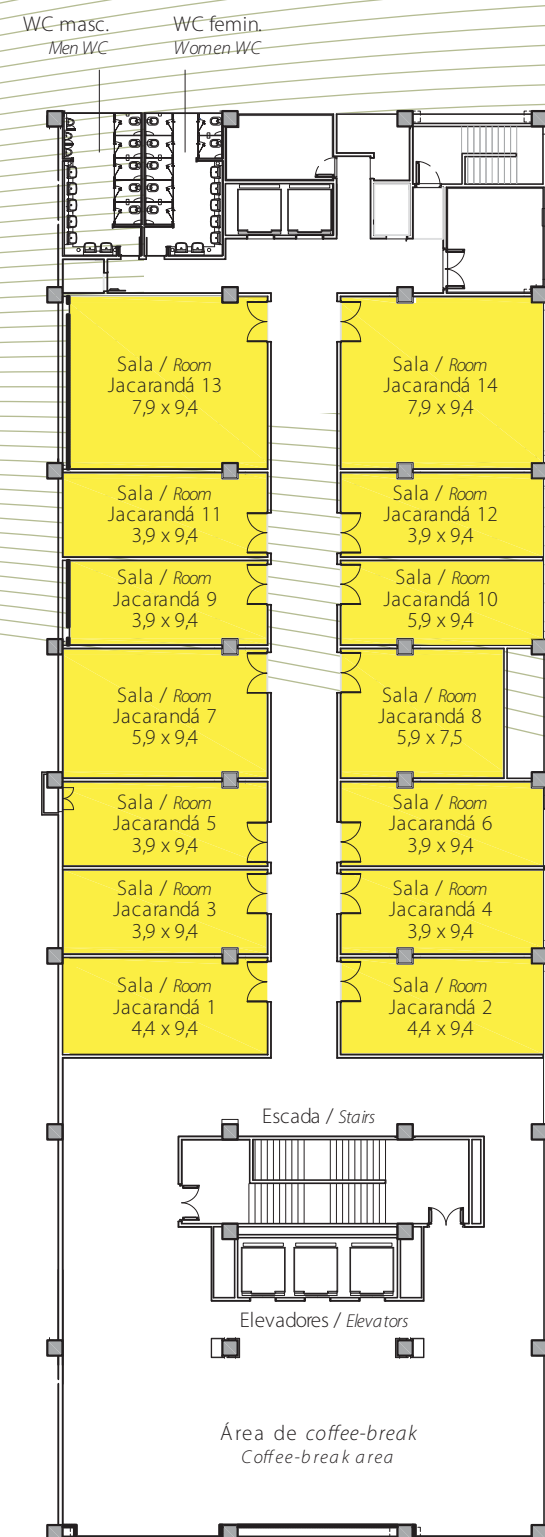 WC masc.
Men WC
WC femin.
Women WC
Sala / Room
Jacarandá 13
7,9 x 9,4
Sala / Room
Jacarandá 14
7,9 x 9,4
Sala / Room
Jacarandá 11
3,9 x 9,4
Sala / Room
Jacarandá 12
3,9 x 9,4
Sala / Room
Jacarandá 9
3,9 x 9,4
Sala / Room
Jacarandá 10
5,9 x 9,4
Sala / Room
Jacarandá 7
5,9 x 9,4
Sala / Room
Jacarandá 8
5,9 x 7,5
Sala / Room
Jacarandá 5
3,9 x 9,4
Sala / Room
Jacarandá 6
3,9 x 9,4
Sala / Room
Jacarandá 3
3,9 x 9,4
Sala / Room
Jacarandá 4
3,9 x 9,4
Sala / Room
Jacarandá 1
4,4 x 9,4
Sala / Room
Jacarandá 2
4,4 x 9,4
Escada / Stairs
Elevadores / Elevators
Área de coffee-break
Coffee-break area